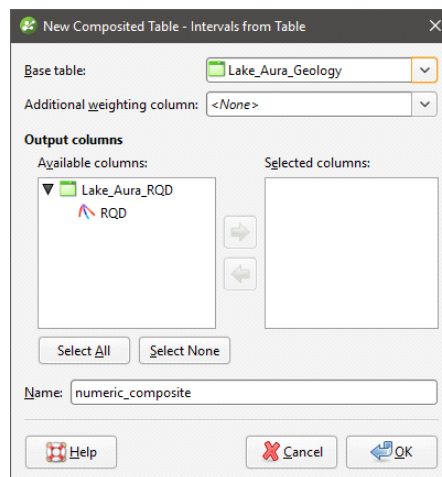 New Composited Table - Intervals from Table
Base table: Lake_Aura_Geology
Additional weighting column: <None>
Output columns
Available columns: Selected columns:
Lake_Aura_RQD
RQD
Select All Select None
Name: numeric_composite
Help Cancel OK